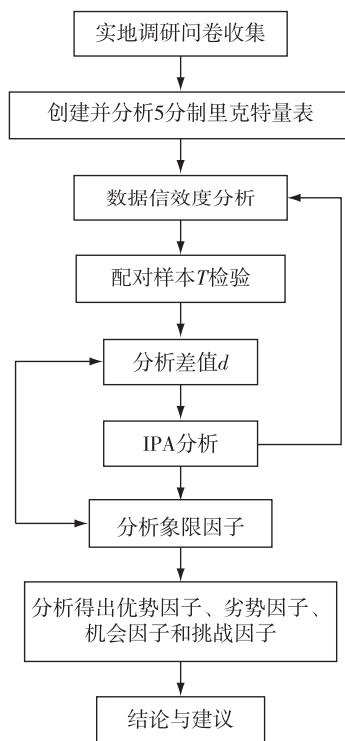 实地调研问卷收集
创建并分析5分制里克特量表
数据信效度分析
配对样本T检验
分析差值d
IPA分析
分析象限因子
分析得出优势因子、劣势因子、
机会因子和挑战因子
结论与建议